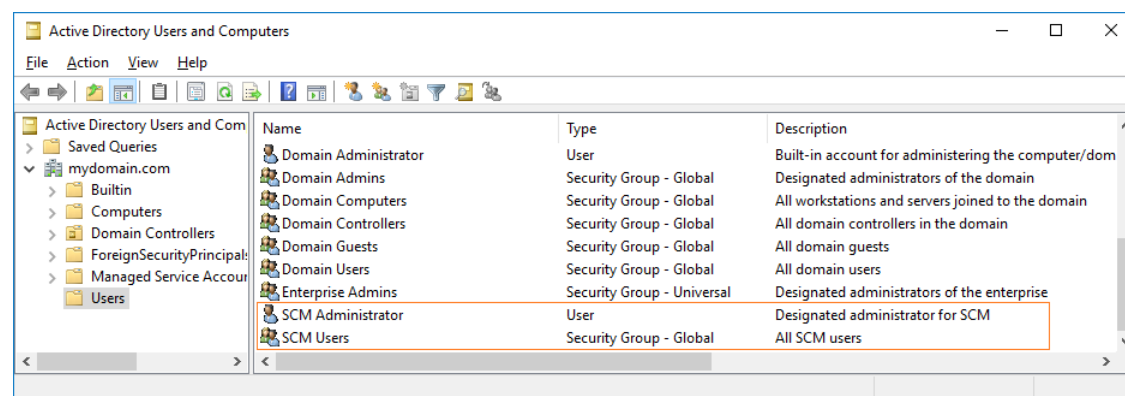 Active Directory Users and Computers
File Action View Help
Active Directory Users and Com
Saved Queries
mydomain.com
Builtin
Computers
Domain Controllers
ForeignSecurityPrincipal
Managed Service Accour
Users
Name Type Description
Domain Administrator User Built-in account for administering the computer/dom
Domain Admins Security Group - Global Designated administrators of the domain
Domain Computers Security Group - Global All workstations and servers joined to the domain
Domain Controllers Security Group - Global All domain controllers in the domain
Domain Guests Security Group - Global All domain guests
Domain Users Security Group - Global All domain users
Enterprise Admins Security Group - Universal Designated administrators of the enterprise
SCM Administrator User Designated administrator for SCM
SCM Users Security Group - Global All SCM users